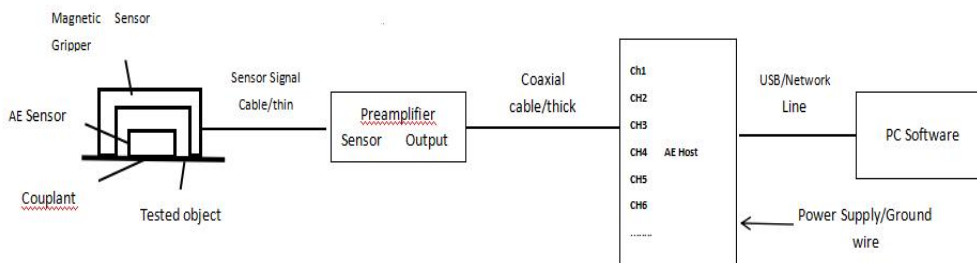 Magnetic Sensor
Gripper
AE Sensor
Couplant
Tested object
Sensor Signal
Cable/thin
Preamplifier
Sensor Output
Coaxial
cable/thick
Ch1
CH2
CH3
CH4 AE Host
CH5
CH6
........
USB/Network
Line
PC Software
Power Supply/Ground
wire